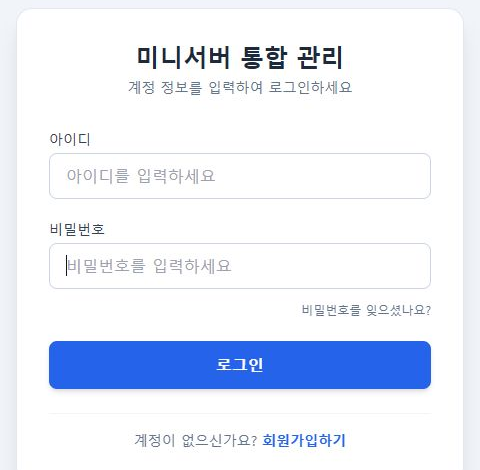 미니서버 통합 관리
계정 정보를 입력하여 로그인하세요
아이디
아이디를 입력하세요
비밀번호
비밀번호를 입력하세요
비밀번호를 잊으셨나요?
로그인
계정이 없으신가요? 회원가입하기